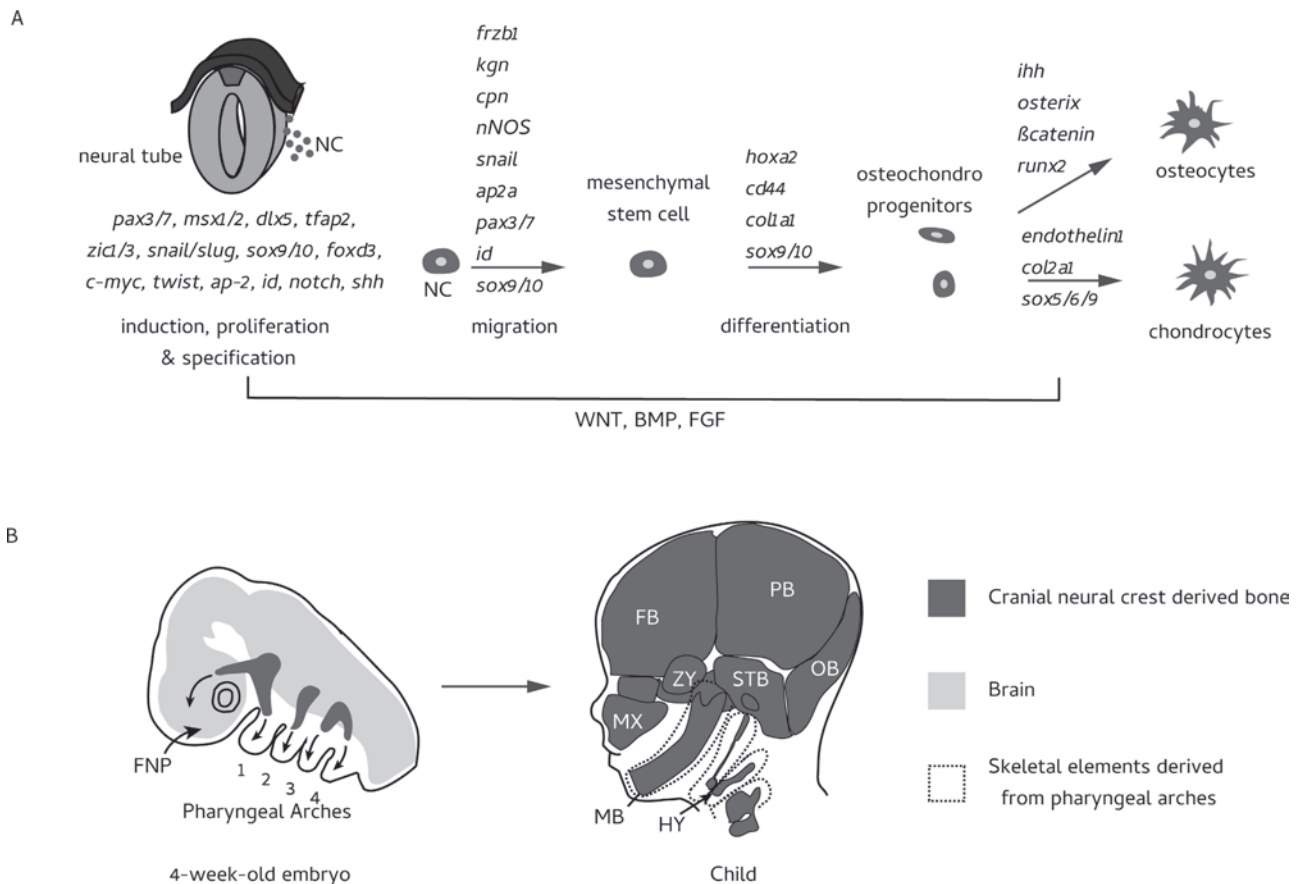 A
neural tube
NC
pax3/7, msx1/2, dlx5, tfap2,
zic1/3, snail/slug, sox9/10, foxd3,
c-myc, twist, ap-2, id, notch, shh
induction, proliferation
& specification
NC
frzb1
kgn
cpn
nNOS
snail
ap2a
pax3/7
id
sox9/10
migration
mesenchymal
stem cell
hoxa2
cd44
col1a1
sox9/10
differentiation
osteochondro
progenitors
ihh
osterix
ßcatenin
runx2
osteocytes
endothelin1
col2a1
sox5/6/9
chondrocytes
WNT, BMP, FGF
B
FNP
1
2
3
4
Pharyngeal Arches
4-week-old embryo
FB
PB
ZY
STB
OB
MX
MB
HY
Child
Cranial neural crest derived bone
Brain
Skeletal elements derived
from pharyngeal arches